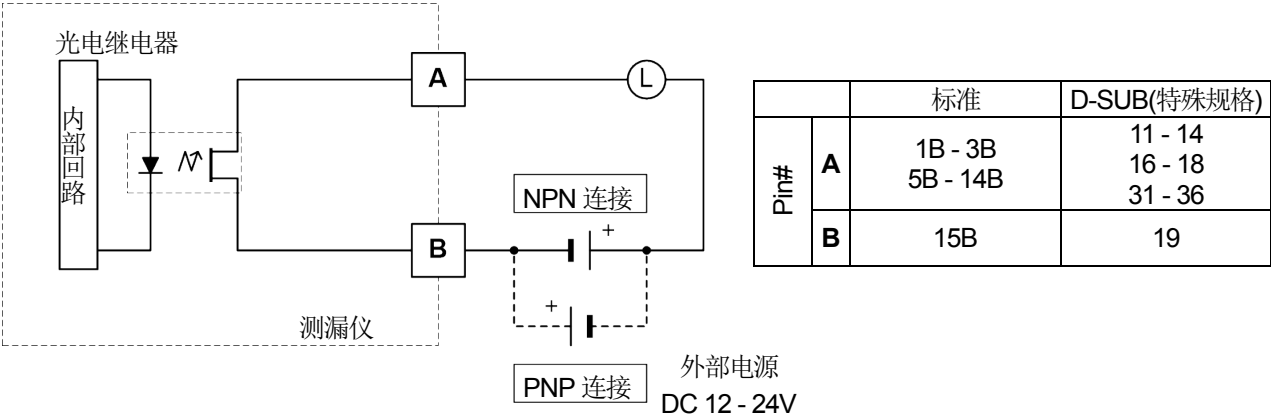 光电继电器
内部回路
A
L
B
NPN 连接
+
+
PNP 连接
测漏仪
外部电源
DC 12 - 24V
标准
D-SUB(特殊规格)
Pin#
A
1B - 3B
5B - 14B
11 - 14
16 - 18
31 - 36
B
15B
19